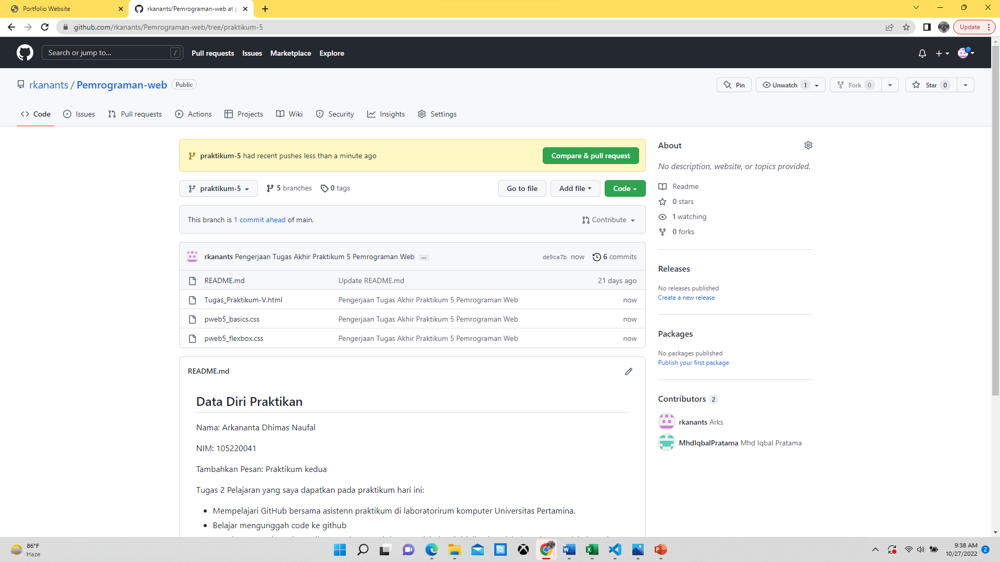 Portfolio Website
rkanants/Pemrograman-web at p
github.com/rkanants/Pemrograman-web/tree/praktikum-5
Update
Search or jump to...
/
Pull requests
Issues
Marketplace
Explore
rkanants / Pemrograman-web
Public
Pin
Unwatch 1
Fork 0
Star 0
Code
Issues
Pull requests
Actions
Projects
Wiki
Security
Insights
Settings
praktikum-5 had recent pushes less than a minute ago
Compare & pull request
praktikum-5
5 branches
0 tags
Go to file
Add file
Code
This branch is 1 commit ahead of main.
Contribute
rkanants Pengerjaan Tugas Akhir Praktikum 5 Pemrograman Web ...
de9ca7b now
6 commits
README.md
Update README.md
21 days ago
Tugas_Praktikum-V.html
Pengerjaan Tugas Akhir Praktikum 5 Pemrograman Web
now
pweb5_basics.css
Pengerjaan Tugas Akhir Praktikum 5 Pemrograman Web
now
pweb5_flexbox.css
Pengerjaan Tugas Akhir Praktikum 5 Pemrograman Web
now
README.md
Data Diri Praktikan
Nama: Arkananta Dhimas Naufal
NIM: 105220041
Tambahkan Pesan: Praktikum kedua
Tugas 2 Pelajaran yang saya dapatkan pada praktikum hari ini:
Mempelajari GitHub bersama asistenn praktikum di laboratorirum komputer Universitas Pertamina.
Belajar mengunggah code ke github
About
No description, website, or topics provided.
Readme
0 stars
1 watching
0 forks
Releases
No releases published
Create a new release
Packages
No packages published
Publish your first package
Contributors 2
rkanants Arks
MhdIqbalPratama Mhd Iqbal Pratama
86°F
Haze
9:38 AM
10/27/2022
2